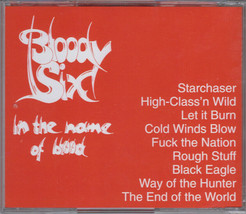 Bloody
Six
in the name
of blood
Starchaser
High-Class'n Wild
Let it Burn
Cold Winds Blow
Fuck the Nation
Rough Stuff
Black Eagle
Way of the Hunter
The End of the World